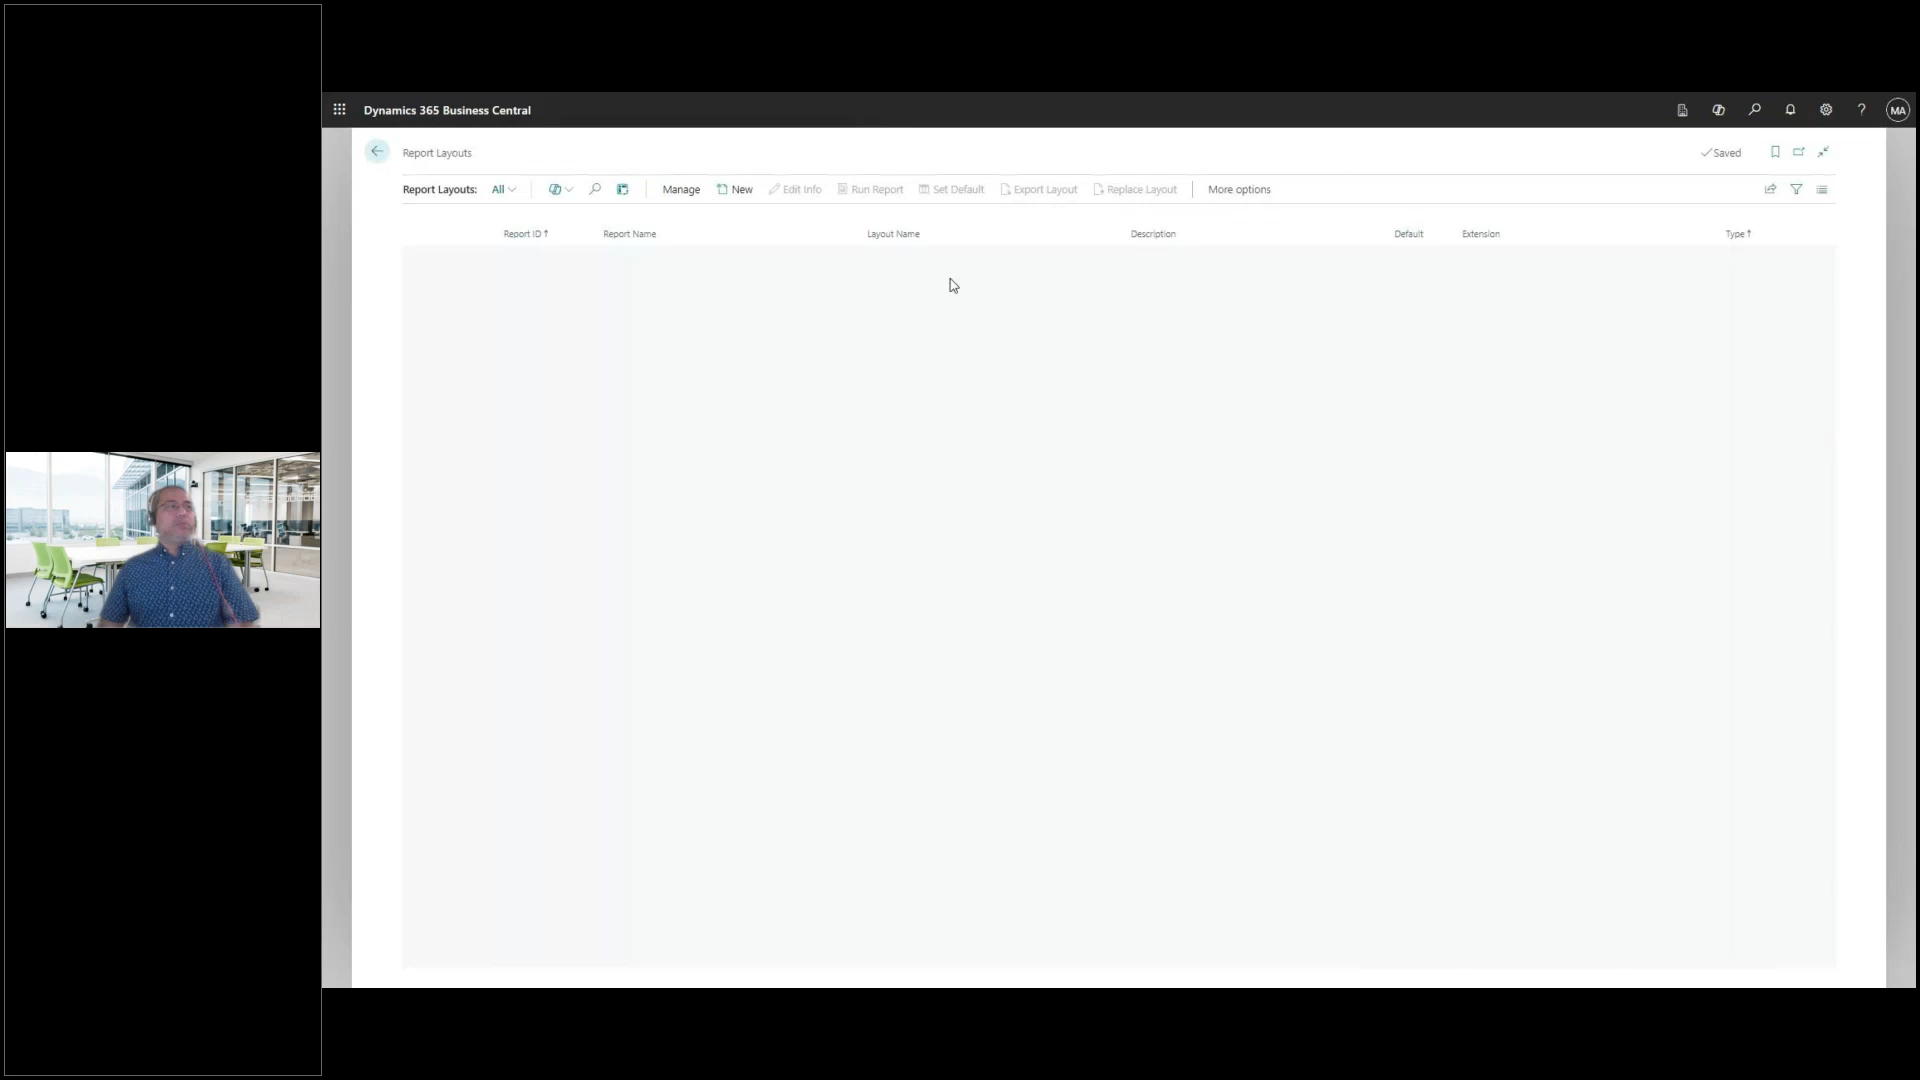 Dynamics 365 Business Central
MA
Report Layouts
Saved
Report Layouts: All Manage New Edit Info Run Report Set Default Export Layout Replace Layout More options
Report ID ↑ Report Name Layout Name Description Default Extension Type ↑